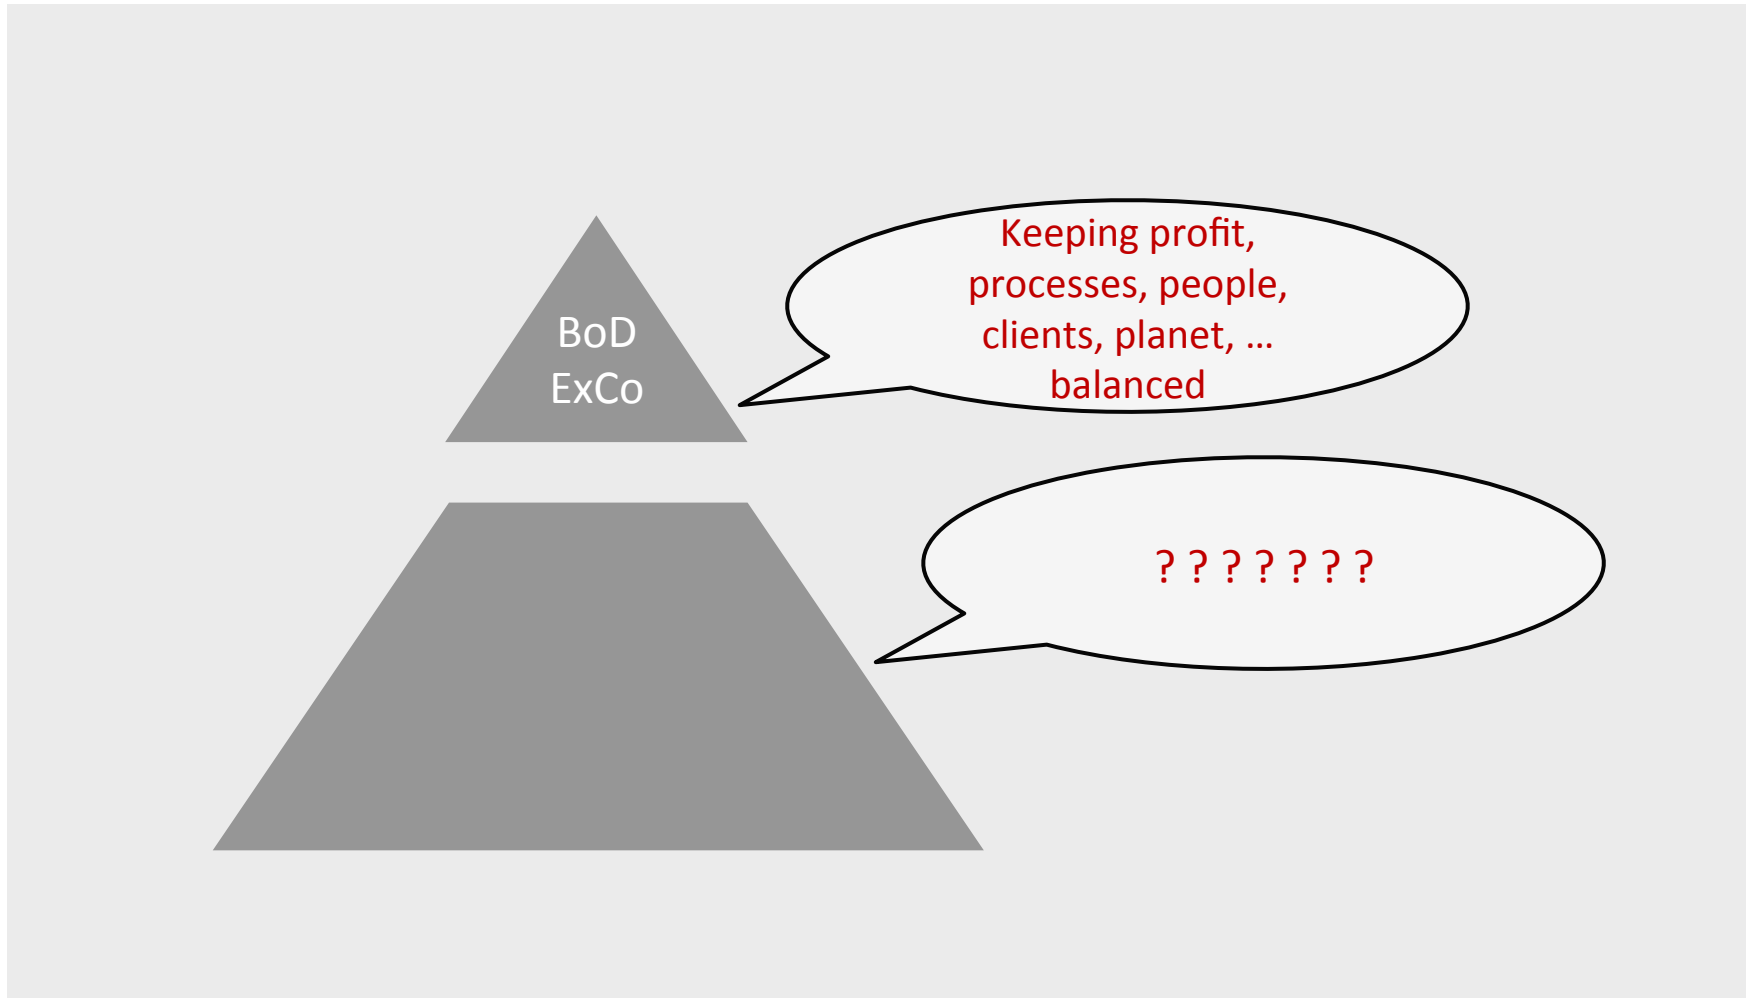 BoD
ExCo
Keeping profit,
processes, people,
clients, planet, ...
balanced
? ? ? ? ? ? ?